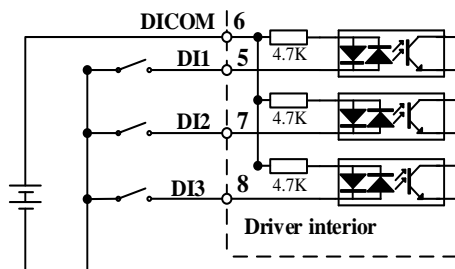 DICOM 6
4.7K
DI1 5
4.7K
DI2 7
4.7K
DI3 8
Driver interior